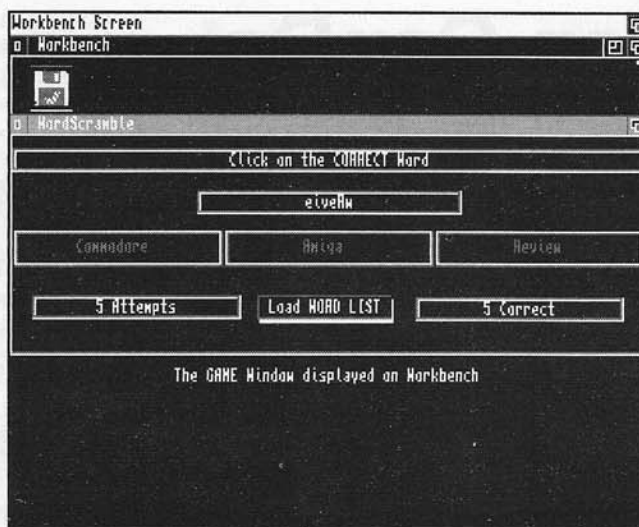 Workbench Screen
Workbench
WordScramble
Click on the CORRECT Word
eiveRw
Commodore Amiga Review
5 Attempts Load WORD LIST 5 Correct
The GAME Window displayed on Workbench